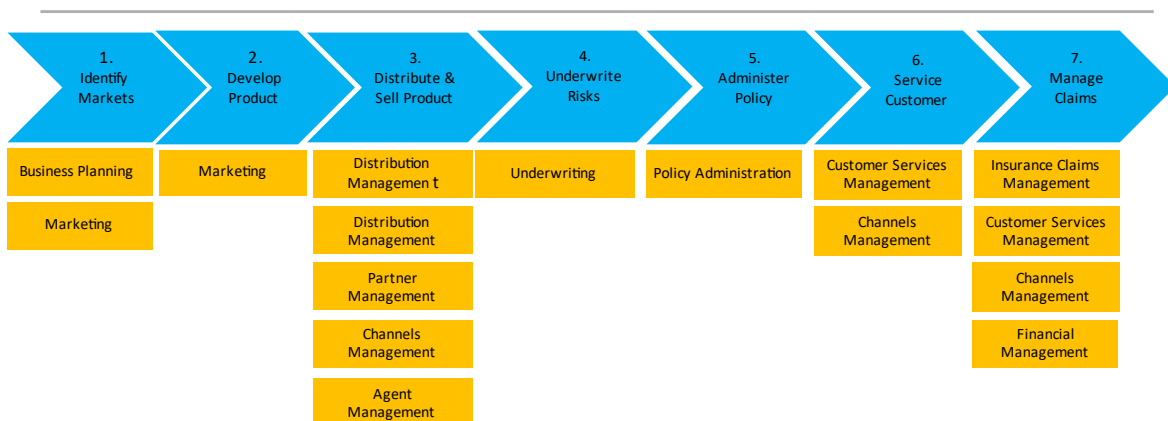 1.
Identify
Markets
2.
Develop
Product
3.
Distribute &
Sell Product
4.
Underwrite
Risks
5.
Administer
Policy
6.
Service
Customer
7.
Manage
Claims
Business Planning
Marketing
Marketing
Distribution
Management
Distribution
Management
Partner
Management
Channels
Management
Agent
Management
Underwriting
Policy Administration
Customer Services
Management
Channels
Management
Insurance Claims
Management
Customer Services
Management
Channels
Management
Financial
Management